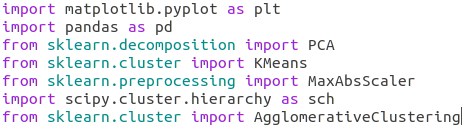 import matplotlib.pyplot as plt
import pandas as pd
from sklearn.decomposition import PCA
from sklearn.cluster import KMeans
from sklearn.preprocessing import MaxAbsScaler
import scipy.cluster.hierarchy as sch
from sklearn.cluster import AgglomerativeClustering